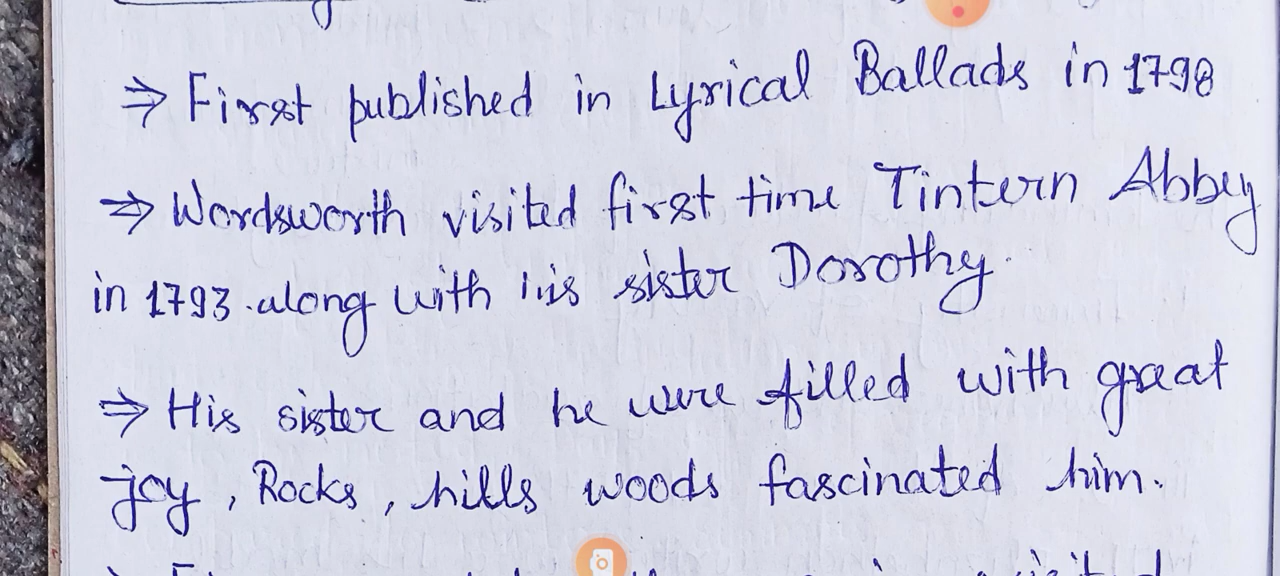 ⇒ First published in Lyrical Ballads in 1798
⇒ Wordsworth visited first time Tintern Abbey
in 1793. along with his sister Dorothy.
⇒ His sister and he were filled with great
joy, Rocks, hills woods fascinated him.